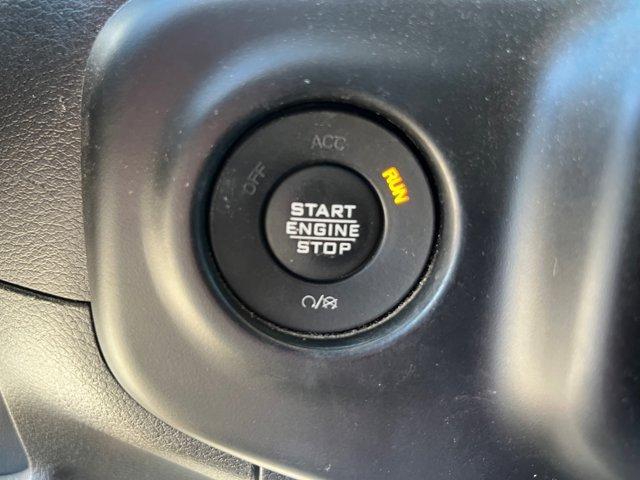 ACC
OFF
RUN
START
ENGINE
STOP